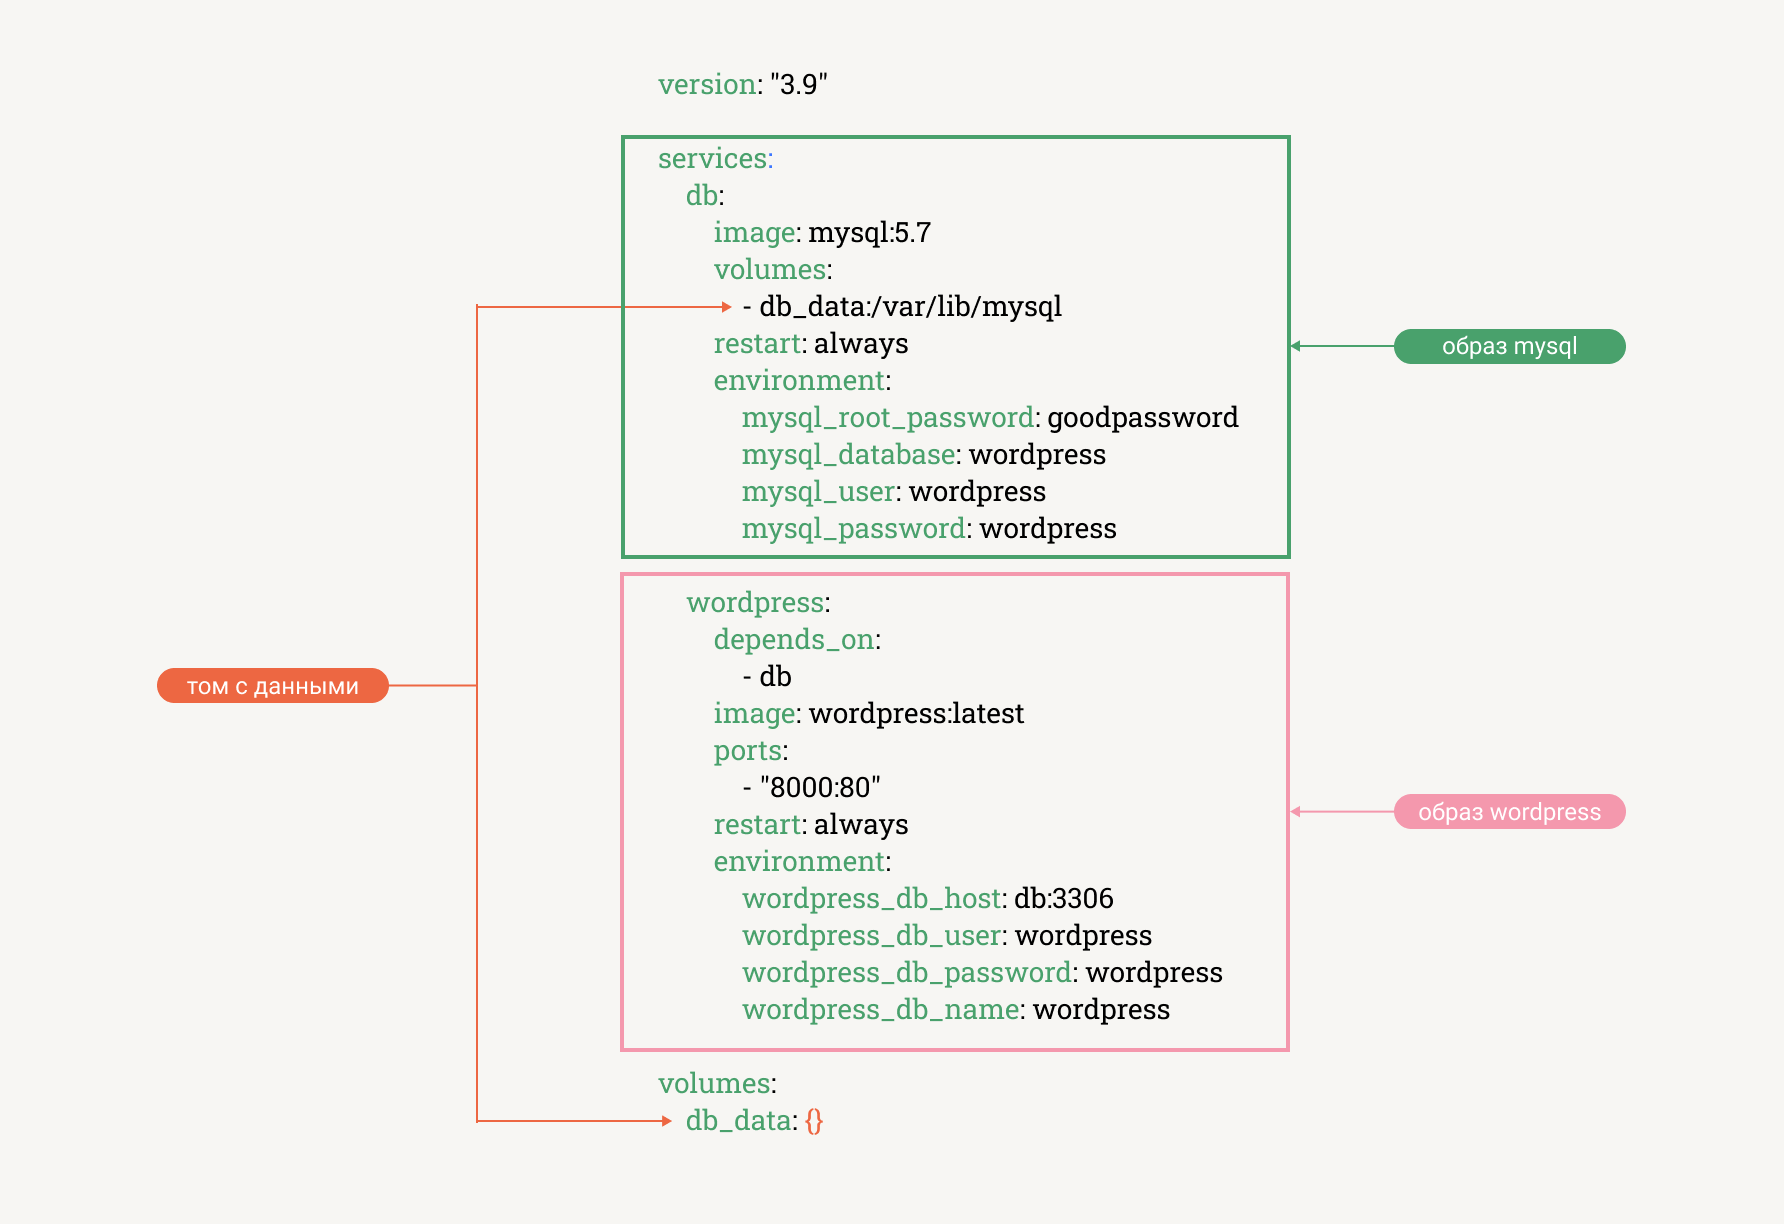 version: "3.9"
services:
db:
image: mysql:5.7
volumes:
- db_data:/var/lib/mysql
restart: always
environment:
mysql_root_password: goodpassword
mysql_database: wordpress
mysql_user: wordpress
mysql_password: wordpress
образ mysql
wordpress:
depends_on:
- db
image: wordpress:latest
ports:
- "8000:80"
restart: always
environment:
wordpress_db_host: db:3306
wordpress_db_user: wordpress
wordpress_db_password: wordpress
wordpress_db_name: wordpress
образ wordpress
том с данными
volumes:
db_data: {}